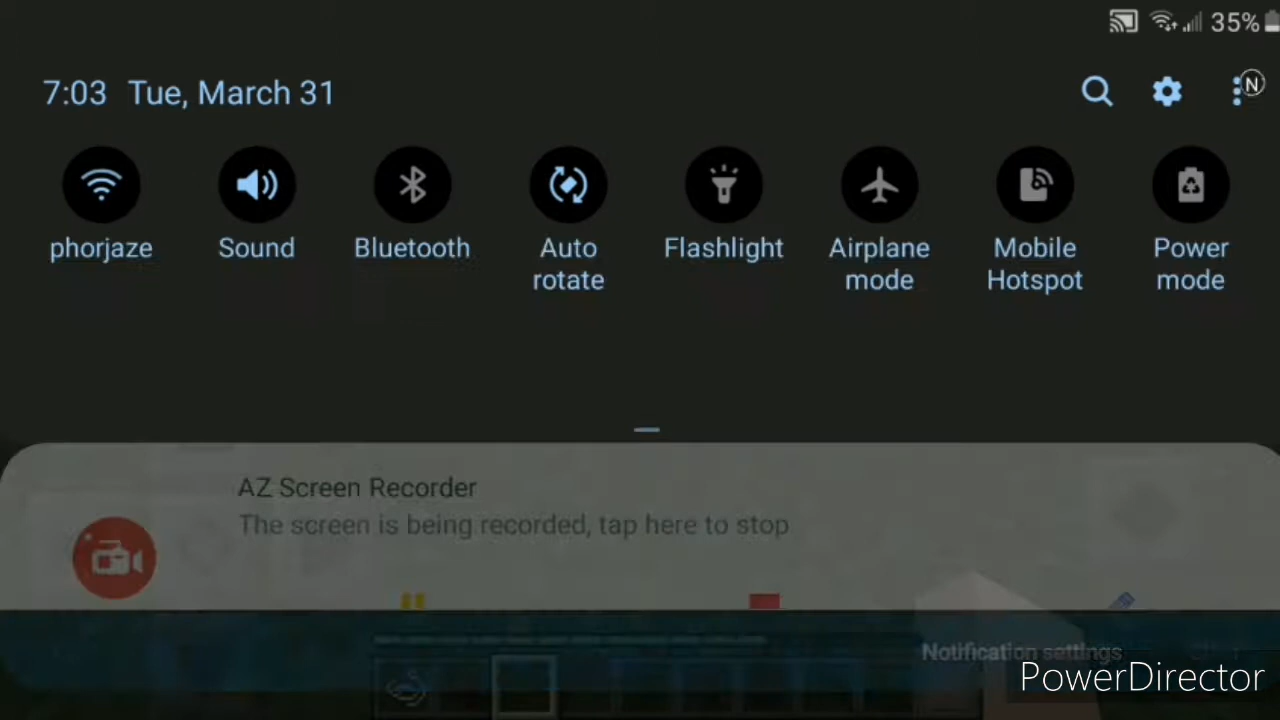 35%
7:03 Tue, March 31
N
phorjaze Sound Bluetooth Auto rotate Flashlight Airplane mode Mobile Hotspot Power mode
AZ Screen Recorder
The screen is being recorded, tap here to stop
Notification settings
PowerDirector